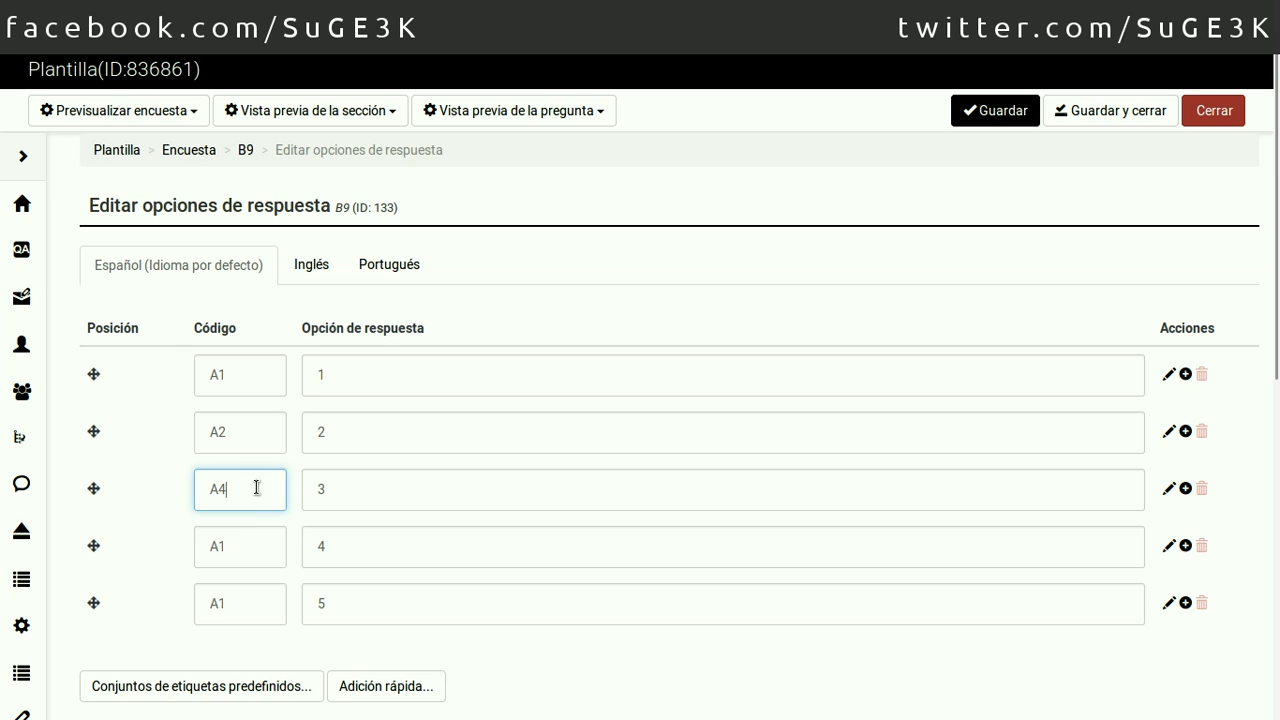 facebook.com/SuGE3K twitter.com/SuGE3K
Plantilla(ID:836861)
Previsualizar encuesta Vista previa de la sección Vista previa de la pregunta Guardar Guardar y cerrar Cerrar
Plantilla > Encuesta > B9 > Editar opciones de respuesta
Editar opciones de respuesta B9 (ID: 133)
Español (Idioma por defecto) Inglés Portugués
Posición Código Opción de respuesta Acciones
A1 1
A2 2
A4 3
A1 4
A1 5
Conjuntos de etiquetas predefinidos... Adición rápida...
QA